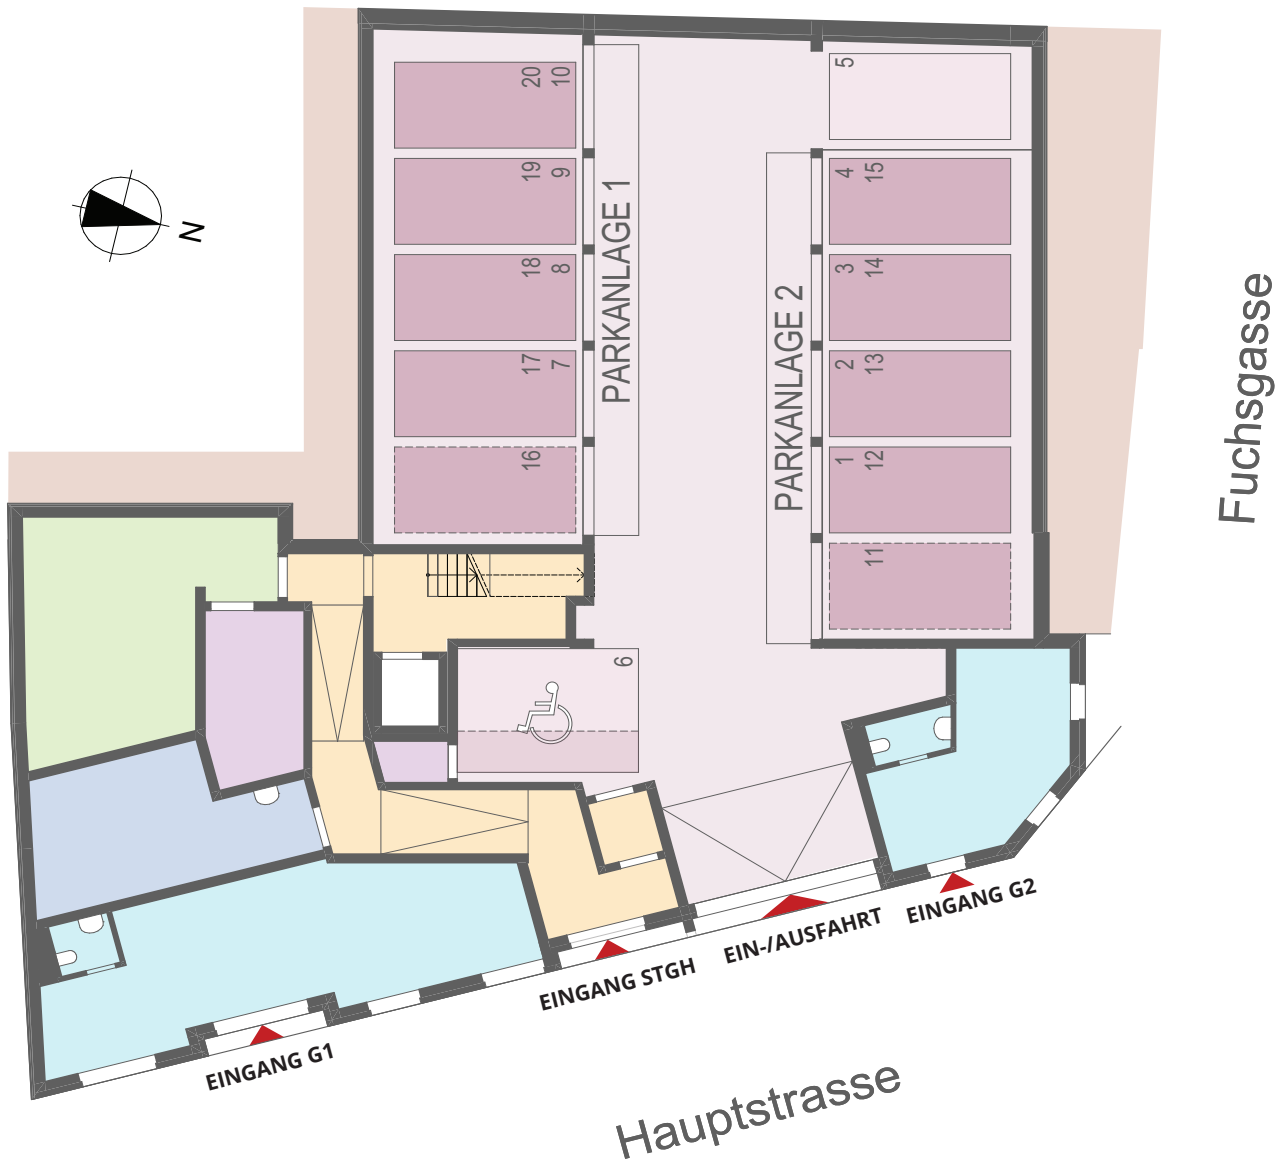 20 10
19 9
18 8
17 7
16
PARKANLAGE 1
PARKANLAGE 2
5
4 15
3 14
2 13
1 12
11
6
N
Fuchsgasse
EINGANG G2
EIN-/AUSFAHRT
EINGANG STGH
EINGANG G1
Hauptstrasse